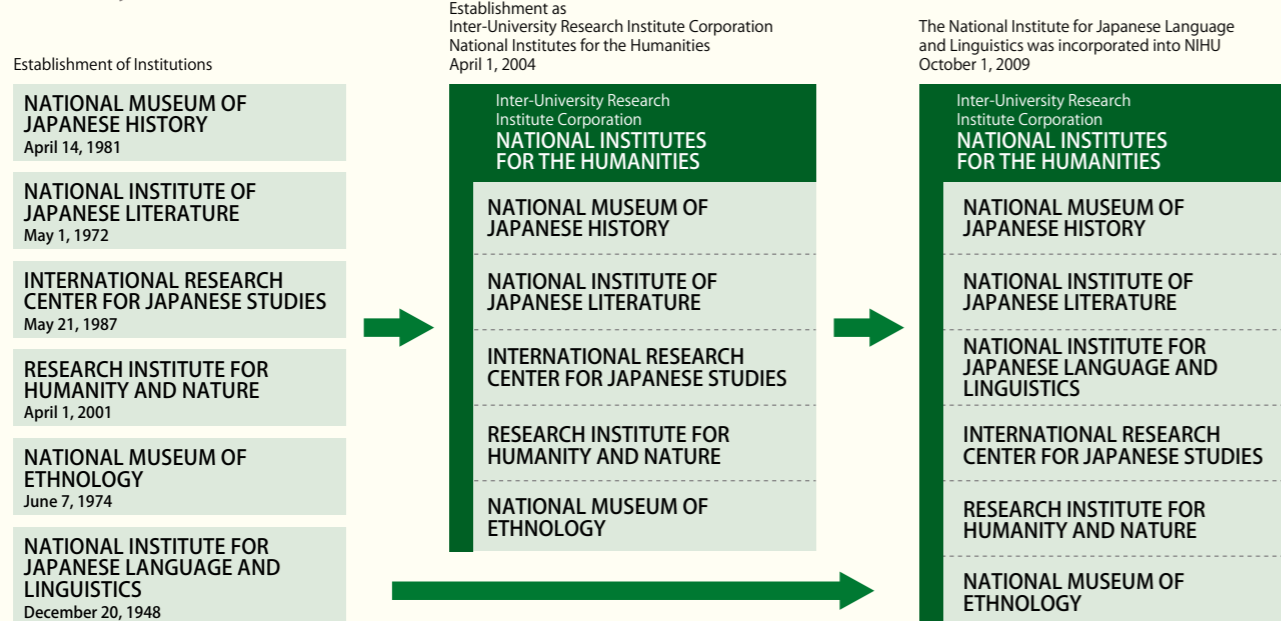 Establishment of Institutions
NATIONAL MUSEUM OF
JAPANESE HISTORY
April 14, 1981
NATIONAL INSTITUTE OF
JAPANESE LITERATURE
May 1, 1972
INTERNATIONAL RESEARCH
CENTER FOR JAPANESE STUDIES
May 21, 1987
RESEARCH INSTITUTE FOR
HUMANITY AND NATURE
April 1, 2001
NATIONAL MUSEUM OF
ETHNOLOGY
June 7, 1974
NATIONAL INSTITUTE FOR
JAPANESE LANGUAGE AND
LINGUISTICS
December 20, 1948
Establishment as
Inter-University Research Institute Corporation
National Institutes for the Humanities
April 1, 2004
Inter-University Research
Institute Corporation
NATIONAL INSTITUTES
FOR THE HUMANITIES
NATIONAL MUSEUM OF
JAPANESE HISTORY
NATIONAL INSTITUTE OF
JAPANESE LITERATURE
INTERNATIONAL RESEARCH
CENTER FOR JAPANESE STUDIES
RESEARCH INSTITUTE FOR
HUMANITY AND NATURE
NATIONAL MUSEUM OF
ETHNOLOGY
The National Institute for Japanese Language
and Linguistics was incorporated into NIHU
October 1, 2009
Inter-University Research
Institute Corporation
NATIONAL INSTITUTES
FOR THE HUMANITIES
NATIONAL MUSEUM OF
JAPANESE HISTORY
NATIONAL INSTITUTE OF
JAPANESE LITERATURE
NATIONAL INSTITUTE FOR
JAPANESE LANGUAGE AND
LINGUISTICS
INTERNATIONAL RESEARCH
CENTER FOR JAPANESE STUDIES
RESEARCH INSTITUTE FOR
HUMANITY AND NATURE
NATIONAL MUSEUM OF
ETHNOLOGY